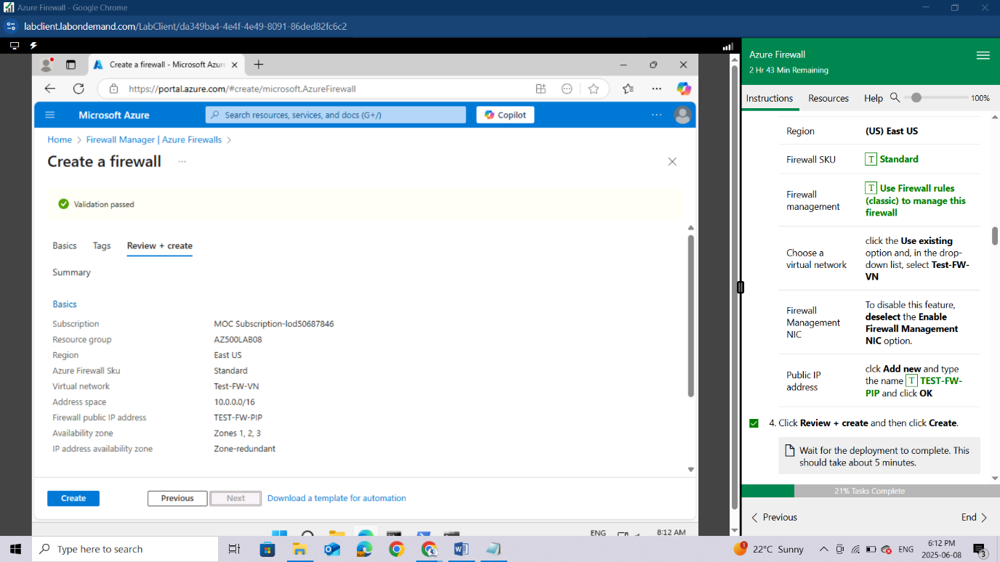 Azure Firewall - Google Chrome
labclient.labondemand.com/LabClient/da349ba4-4e4f-4e49-8091-86ded82fc6c2
Create a firewall - Microsoft Azur
https://portal.azure.com/#create/microsoft.AzureFirewall
Microsoft Azure
Search resources, services, and docs (G+/)
Copilot
Home > Firewall Manager | Azure Firewalls >
Create a firewall
Validation passed
Basics Tags Review + create
Summary
Basics
Subscription MOC Subscription-lod50687846
Resource group AZ500LAB08
Region East US
Azure Firewall Sku Standard
Virtual network Test-FW-VN
Address space 10.0.0.0/16
Firewall public IP address TEST-FW-PIP
Availability zone Zones 1, 2, 3
IP address availability zone Zone-redundant
Create Previous Next Download a template for automation
ENG 8:12 AM
Azure Firewall
2 Hr 43 Min Remaining
Instructions Resources Help 100%
Region (US) East US
Firewall SKU T Standard
Firewall management
T Use Firewall rules
(classic) to manage this
firewall
Choose a
virtual network
click the Use existing
option and, in the drop-
down list, select Test-FW-
VN
Firewall
Management
NIC
To disable this feature,
deselect the Enable
Firewall Management
NIC option.
Public IP
address
clck Add new and type
the name T TEST-FW-
PIP and click OK
4. Click Review + create and then click Create.
Wait for the deployment to complete. This
should take about 5 minutes.
21% Tasks Complete
Previous End
Type here to search
22°C Sunny ENG
6:12 PM
2025-06-08
3